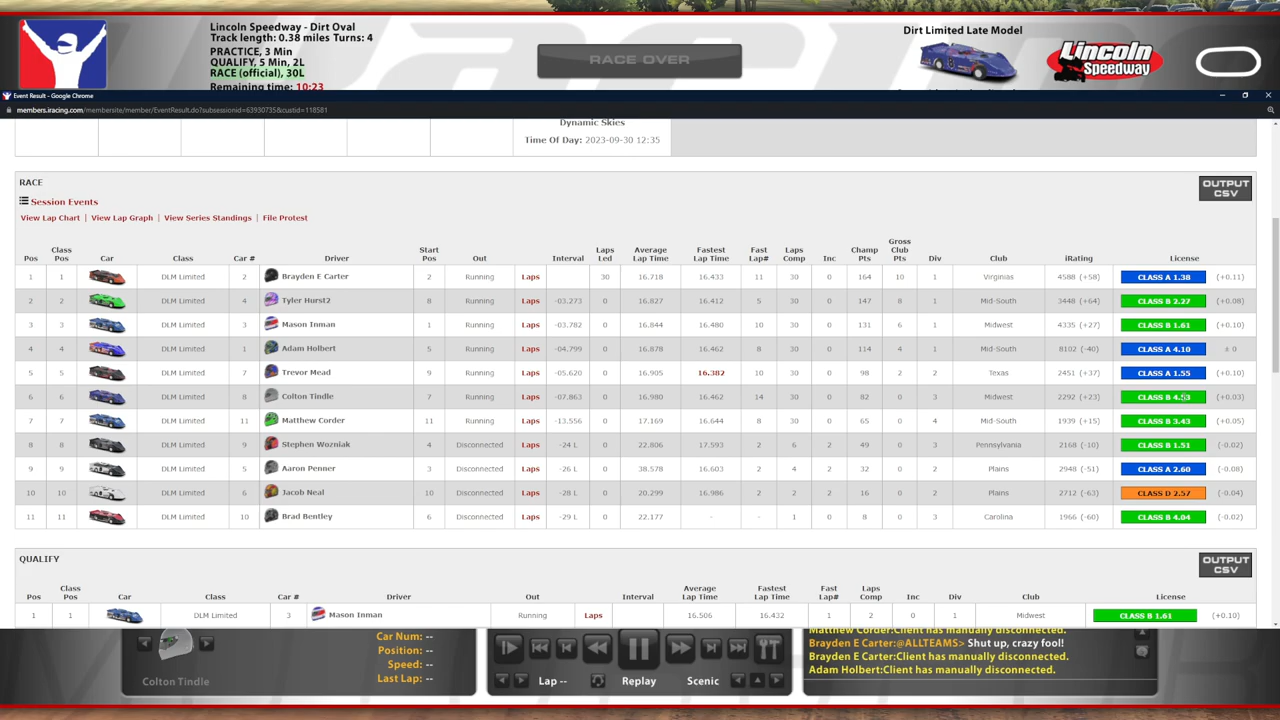 Lincoln Speedway - Dirt Oval
Track length: 0.38 miles Turns: 4
PRACTICE, 3 Min
QUALIFY, 5 Min, 2L
RACE (official), 30L
Remaining time: 10:23
RACE OVER
Dirt Limited Late Model
Lincoln
Speedway
Event Result - Google Chrome
members.iracing.com/membersite/member/EventResult.do?subsessionid=63930735&custid=118581
Dynamic Skies
Time Of Day: 2023-09-30 12:35
RACE
OUTPUT CSV
Session Events
View Lap Chart | View Lap Graph | View Series Standings | File Protest
Pos Class Pos Car Class Car # Driver Start Pos Out Interval Laps Led Average Lap Time Fastest Lap Time Fast Lap# Laps Comp Inc Champ Pts Gross Club Pts Div Club iRating License
1 1 DLM Limited 2 Brayden E Carter 2 Running Laps 30 16.718 16.433 11 30 0 164 10 1 Virginias 4588 (+58) CLASS A 1.38 (+0.11)
2 2 DLM Limited 4 Tyler Hurst2 8 Running Laps -03.273 0 16.827 16.412 5 30 0 147 8 1 Mid-South 3448 (+64) CLASS B 2.27 (+0.08)
3 3 DLM Limited 3 Mason Inman 1 Running Laps -03.782 0 16.844 16.480 10 30 0 131 6 1 Midwest 4335 (+27) CLASS B 1.61 (+0.10)
4 4 DLM Limited 1 Adam Holbert 5 Running Laps -04.799 0 16.878 16.462 8 30 0 114 4 1 Mid-South 8102 (-40) CLASS A 4.10 ± 0
5 5 DLM Limited 7 Trevor Mead 9 Running Laps -05.620 0 16.905 16.382 10 30 0 98 2 2 Texas 2451 (+37) CLASS A 1.55 (+0.10)
6 6 DLM Limited 8 Colton Tindle 7 Running Laps -07.863 0 16.980 16.462 14 30 0 82 0 3 Midwest 2292 (+23) CLASS B (+0.03)
7 7 DLM Limited 11 Matthew Corder 11 Running Laps -13.556 0 17.169 16.644 8 30 0 65 0 4 Midwest 1939 (+15) CLASS B 3.43 (+0.05)
8 8 DLM Limited 9 Stephen Wozniak 4 Disconnected Laps -24 L 0 22.806 17.593 2 6 2 49 0 3 Pennsylvania 2168 (-10) CLASS B 1.51 (-0.02)
9 9 DLM Limited 5 Aaron Penner 3 Disconnected Laps -26 L 0 38.578 16.603 2 4 2 32 0 2 Plains 2948 (-51) CLASS A 2.60 (-0.08)
10 10 DLM Limited 6 Jacob Neal 10 Disconnected Laps -28 L 0 20.299 16.986 2 2 2 16 0 2 Plains 2712 (-63) CLASS D 2.57 (-0.04)
11 11 DLM Limited 10 Brad Bentley 6 Disconnected Laps -29 L 0 22.177 - - 1 0 8 0 3 Carolina 1966 (-60) CLASS B 4.04 (-0.02)
QUALIFY
OUTPUT CSV
Pos Class Pos Car Class Car # Driver Out Interval Average Lap Time Fastest Lap Time Fast Lap# Laps Comp Inc Div Club License
1 1 DLM Limited 3 Mason Inman Running Laps 16.506 16.432 1 2 0 1 Midwest CLASS B 1.61 (+0.10)
Colton Tindle
Car Num: --
Position: --
Speed: --
Last Lap: --
Lap -- Replay Scenic
Matthew Corder:Client has manually disconnected.
Brayden E Carter:@ALLTEAMS> Shut up, crazy fool!
Brayden E Carter:Client has manually disconnected.
Adam Holbert:Client has manually disconnected.